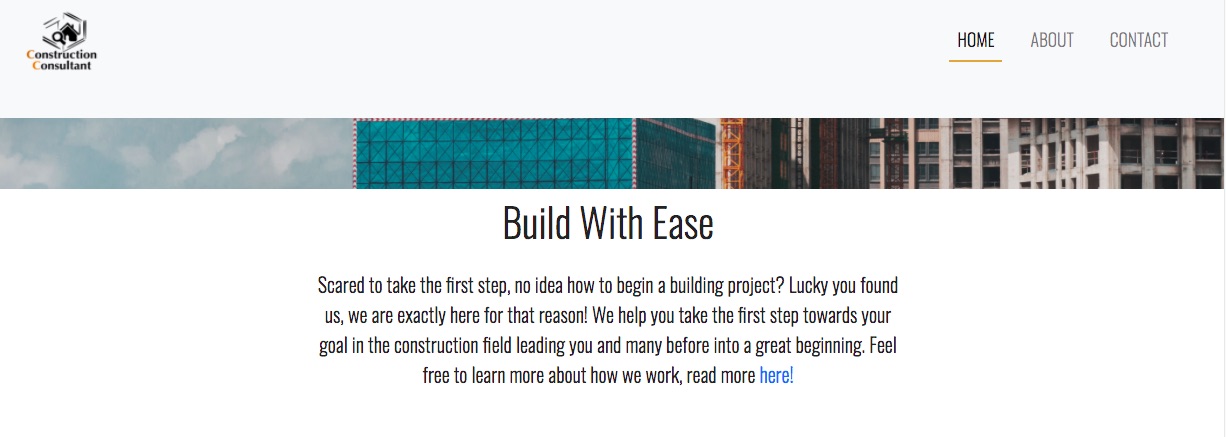 Construction
Consultant
HOME ABOUT CONTACT
Build With Ease
Scared to take the first step, no idea how to begin a building project? Lucky you found
us, we are exactly here for that reason! We help you take the first step towards your
goal in the construction field leading you and many before into a great beginning. Feel
free to learn more about how we work, read more here!